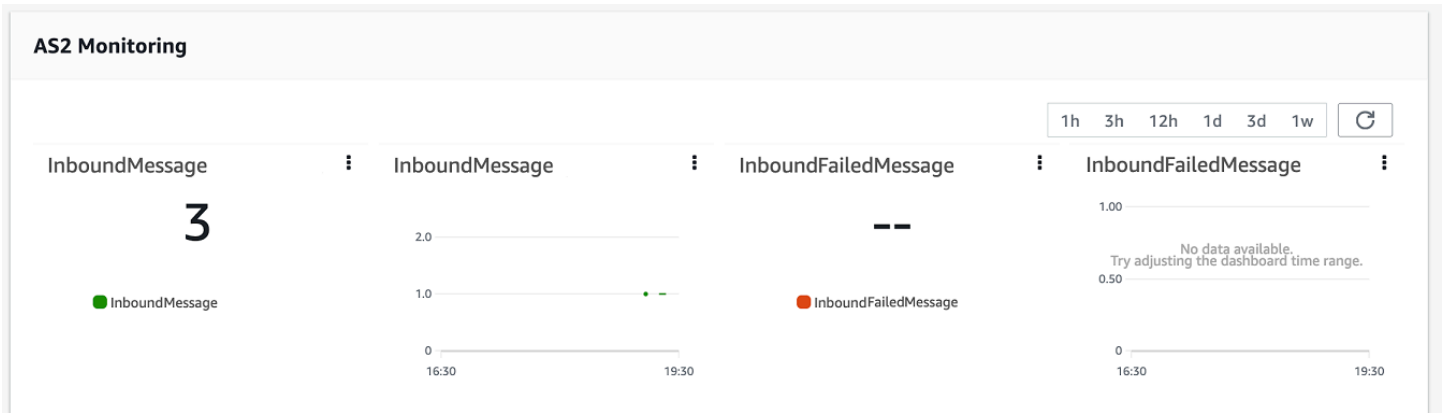 AS2 Monitoring
1h 3h 12h 1d 3d 1w
InboundMessage
3
InboundMessage
InboundMessage
2.0
1.0
0
16:30 19:30
InboundFailedMessage
--
InboundFailedMessage
InboundFailedMessage
1.00
No data available.
Try adjusting the dashboard time range.
0.50
0
16:30 19:30